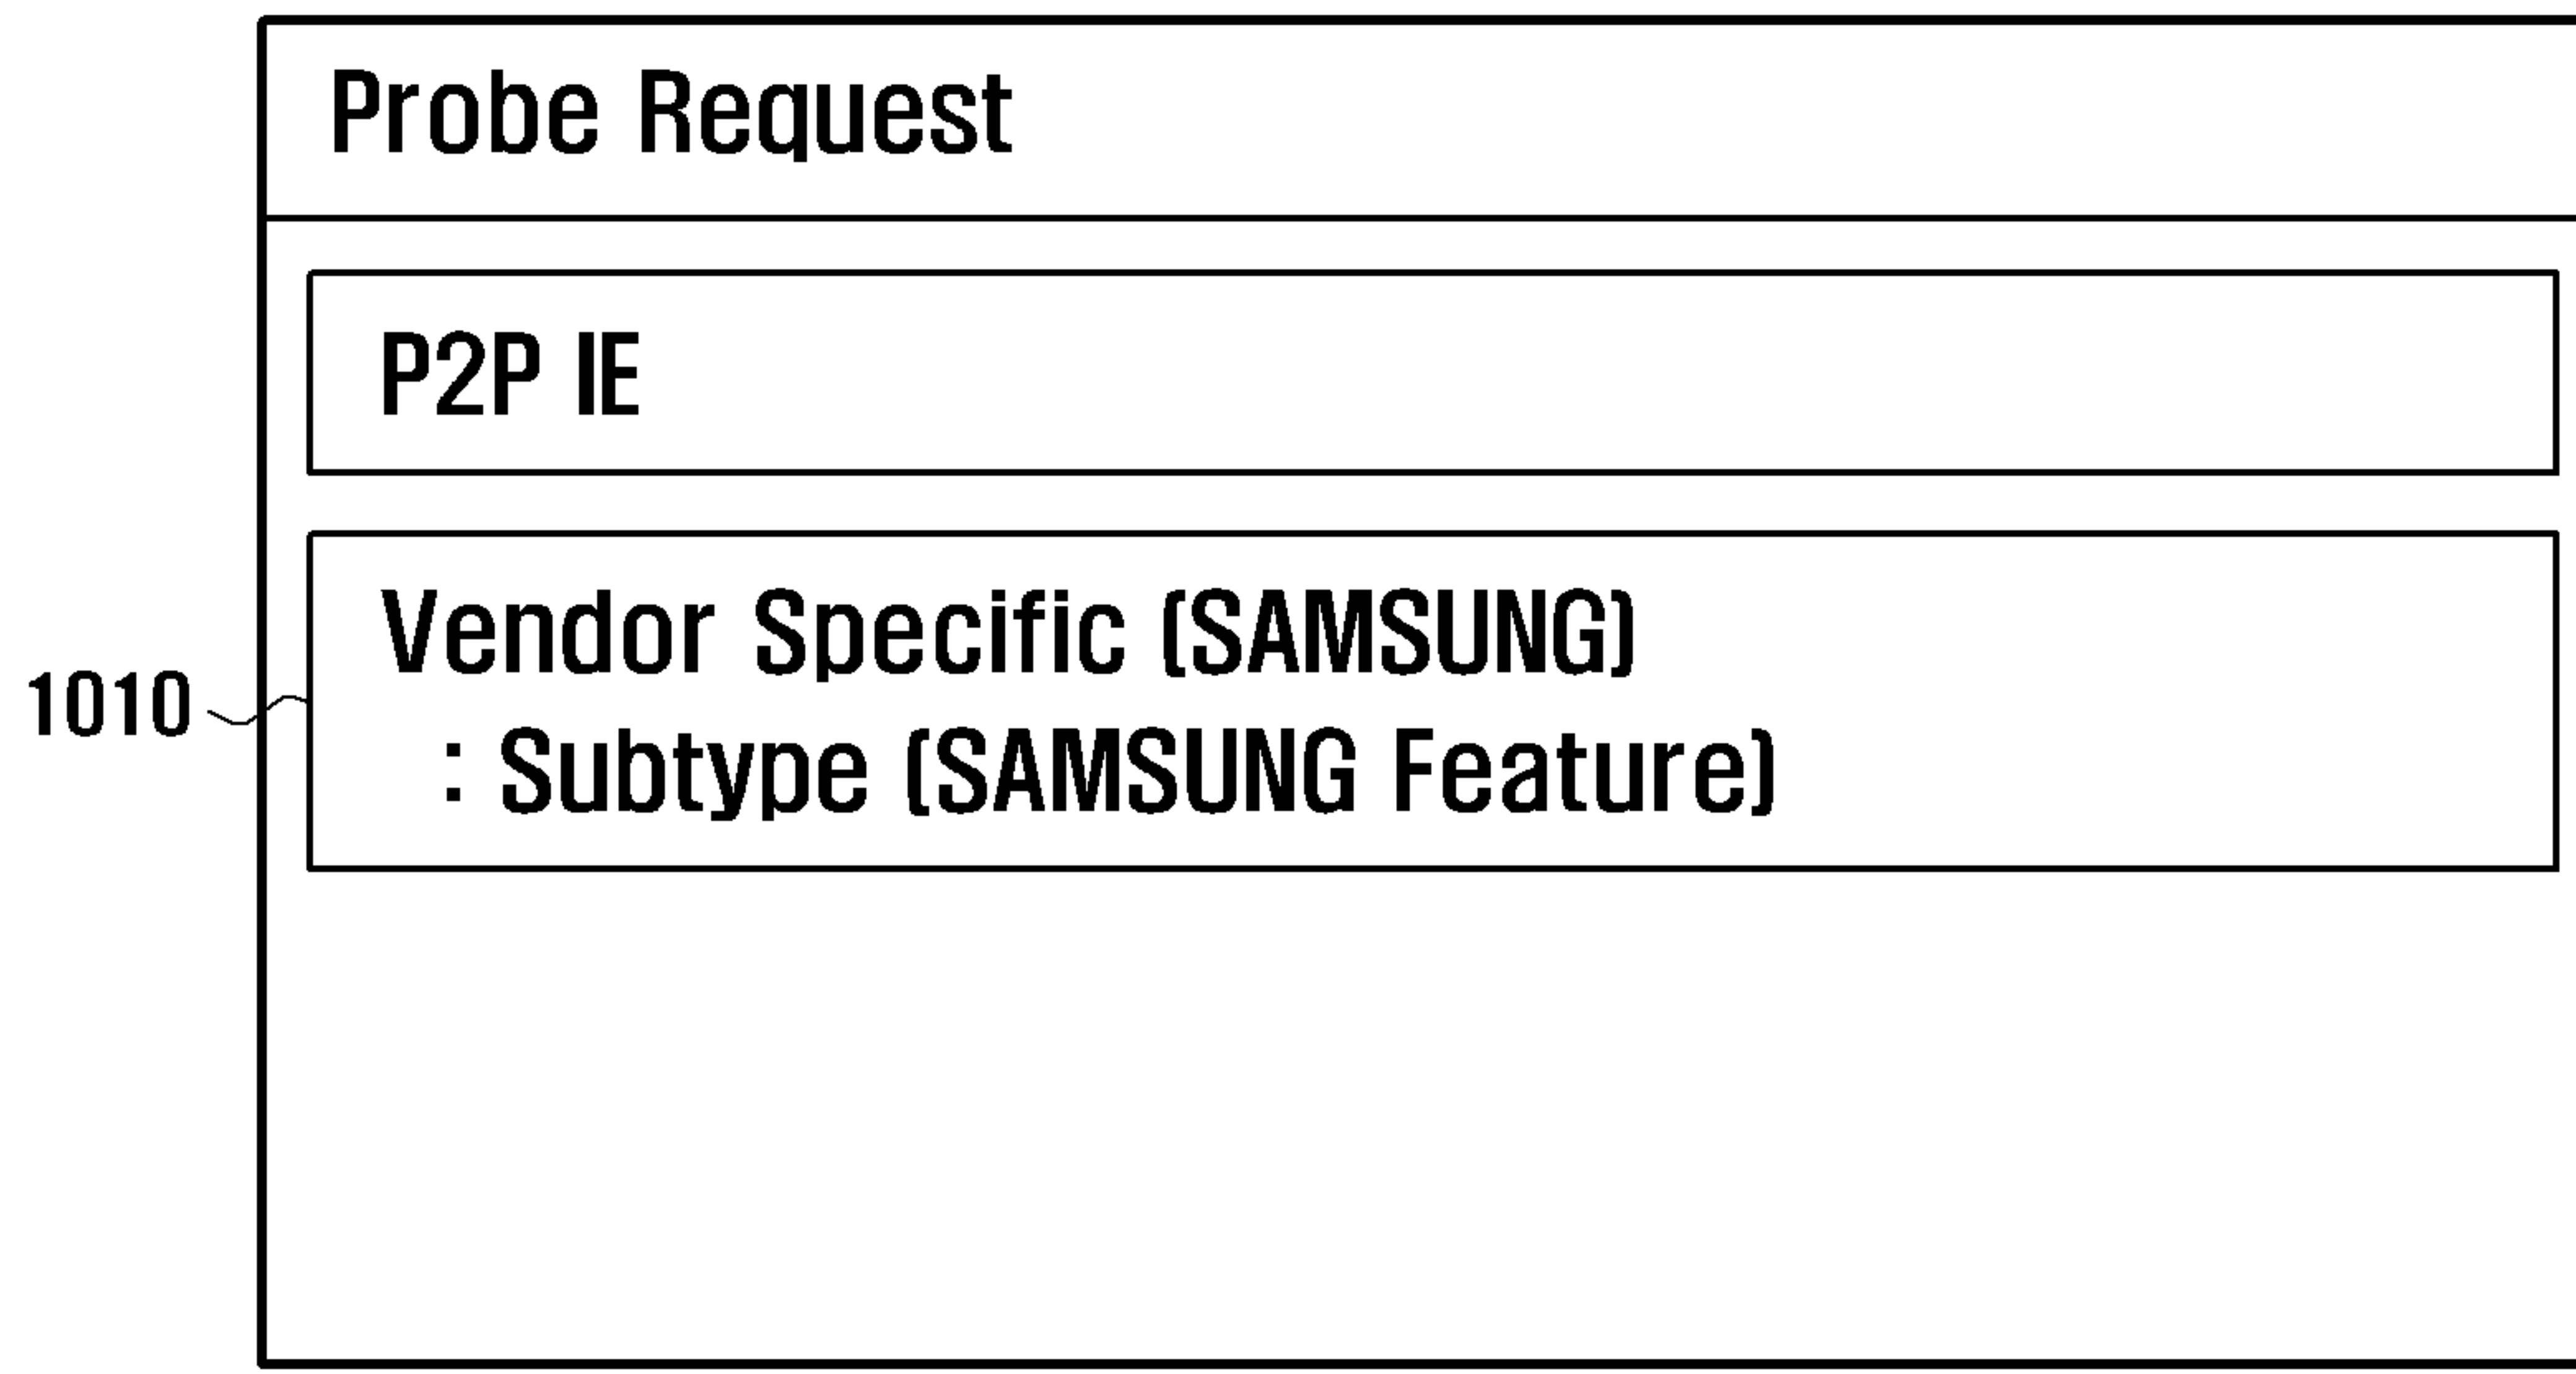 Probe Request
P2P IE
Vendor Specific (SAMSUNG)
1010
: Subtype (SAMSUNG Feature)